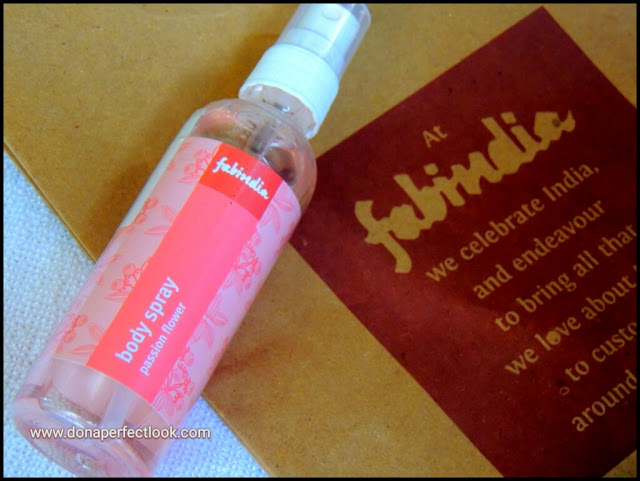 fabindia
body spray
passion flower
At
fabindia
we celebrate India,
and endeavour
to bring all that
we love about
to custo
around
www.donaperfectlook.com